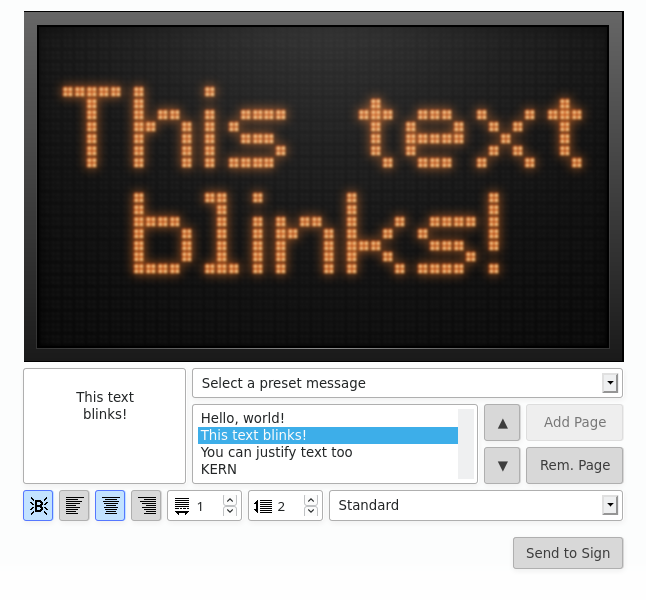 This text
blinks!
This text
blinks!
Select a preset message
Hello, world!
This text blinks!
You can justify text too
KERN
▲
Add Page
▼
Rem. Page
B
1
2
Standard
Send to Sign